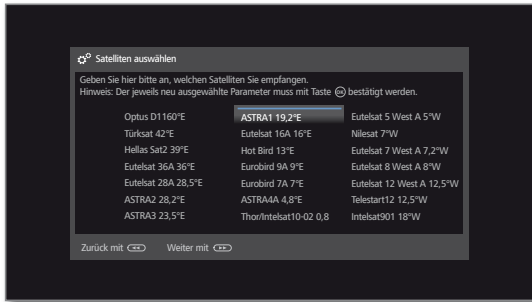 Satelliten auswählen
Geben Sie hier bitte an, welchen Satelliten Sie empfangen.
Hinweis: Der jeweils neu ausgewählte Parameter muss mit Taste OK bestätigt werden.
Optus D1160°E ASTRA1 19,2°E Eutelsat 5 West A 5°W
Türksat 42°E Eutelsat 16A 16°E Nilesat 7°W
Hellas Sat2 39°E Hot Bird 13°E Eutelsat 7 West A 7,2°W
Eutelsat 36A 36°E Eurobird 9A 9°E Eutelsat 8 West A 8°W
Eutelsat 28A 28,5°E Eurobird 7A 7°E Eutelsat 12 West A 12,5°W
ASTRA2 28,2°E ASTRA4A 4,8°E Telestart12 12,5°W
ASTRA3 23,5°E Thor/Intelsat10-02 0,8 Intelsat901 18°W
Zurück mit Weiter mit